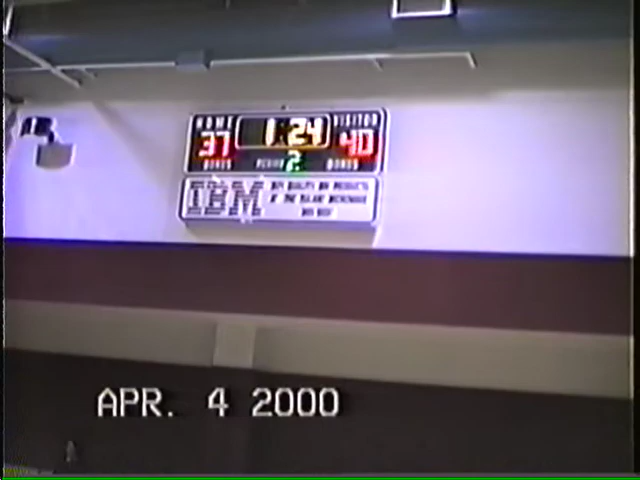 HOME 1:24 VISITOR
37 40
BONUS PERIOD 2 BONUS
IBM
APR. 4 2000